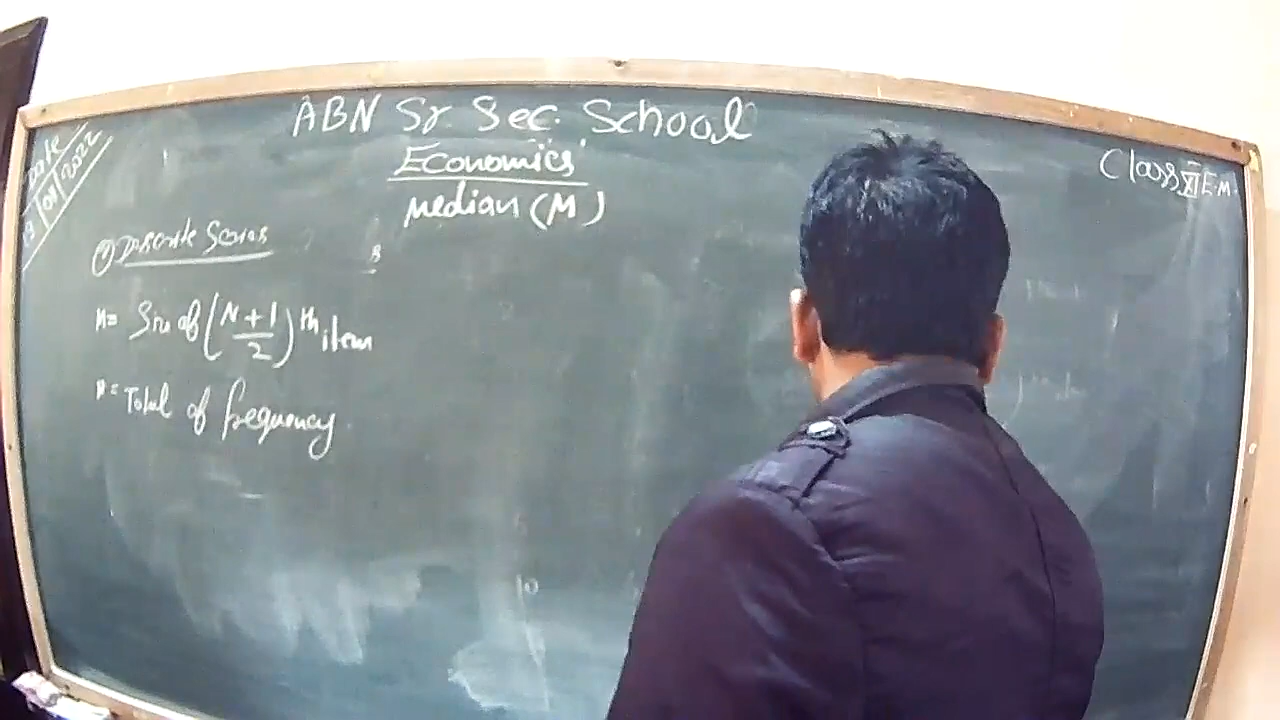 ABN Sr. Sec. School
Economics
Median (M)
Class XI E.M.
Date
/01/2022
Discrete Series
M= Size of (N+1/2)th item
N= Total of frequency